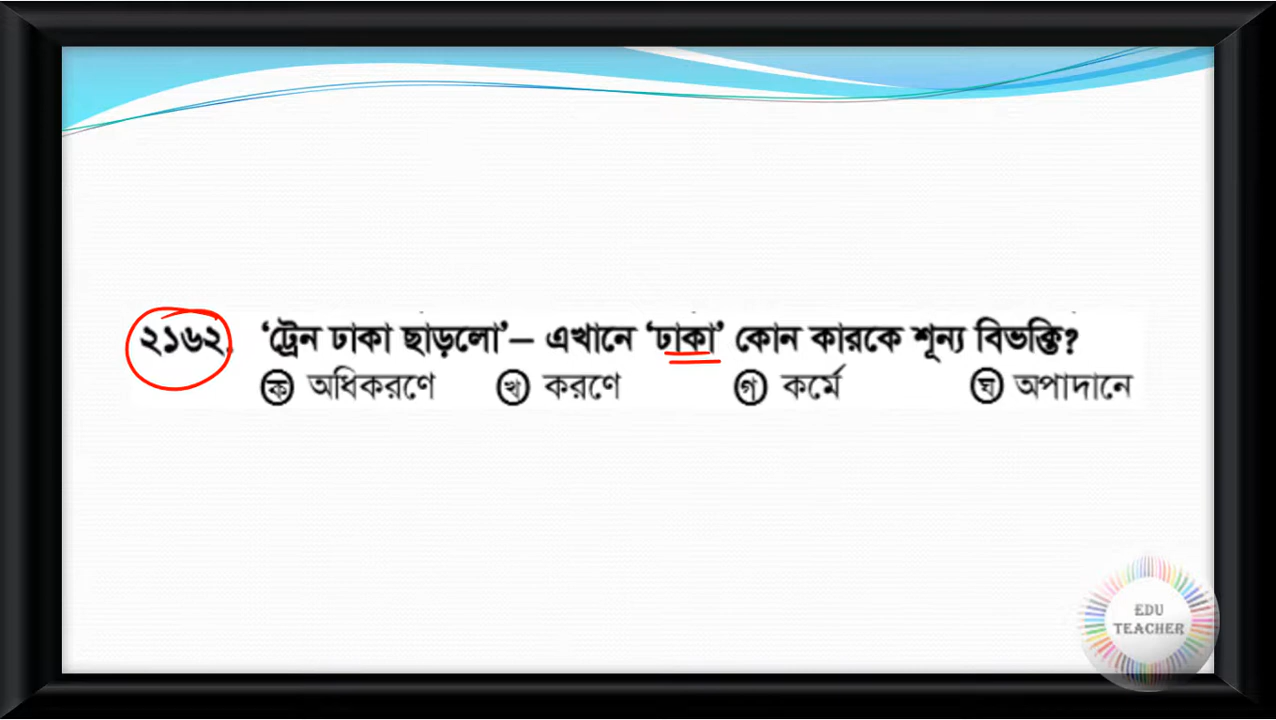 ২১৬২. ‘ট্রেন ঢাকা ছাড়লো’– এখানে ‘ঢাকা’ কোন কারকে শূন্য বিভক্তি?
ক অধিকরণে খ করণে গ কর্মে ঘ অপাদানে
EDU
TEACHER